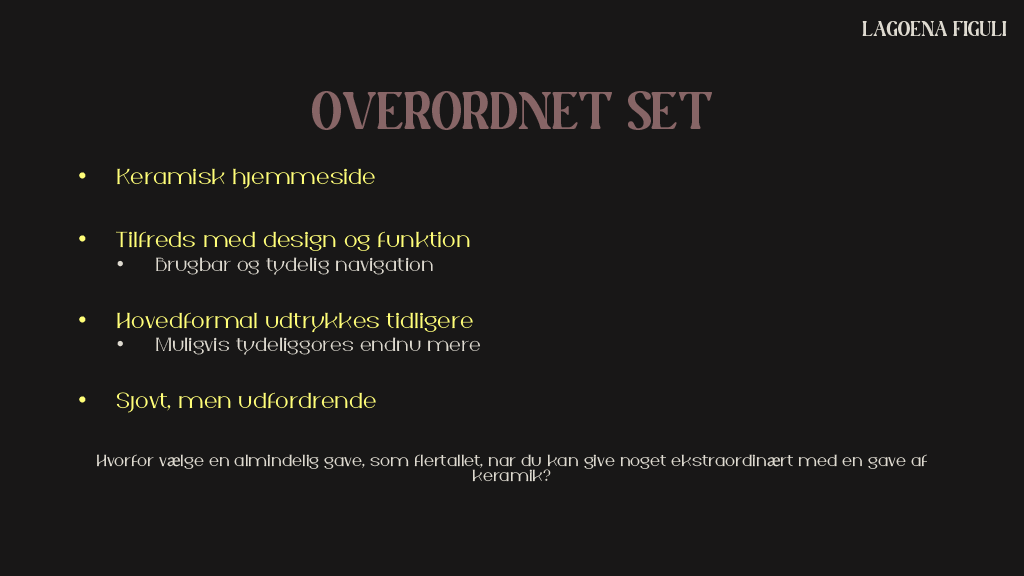 LAGOENA FIGULI
OVERORDNET SET
• Keramisk hjemmeside
• Tilfreds med design og funktion
• Brugbar og tydelig navigation
• Hovedformal udtrykkes tidligere
• Muligvis tydeliggores endnu mere
• Sjovt, men udfordrende
Hvorfor vælge en almindelig gave, som flertallet, nar du kan give noget ekstraordinært med en gave af
keramik?